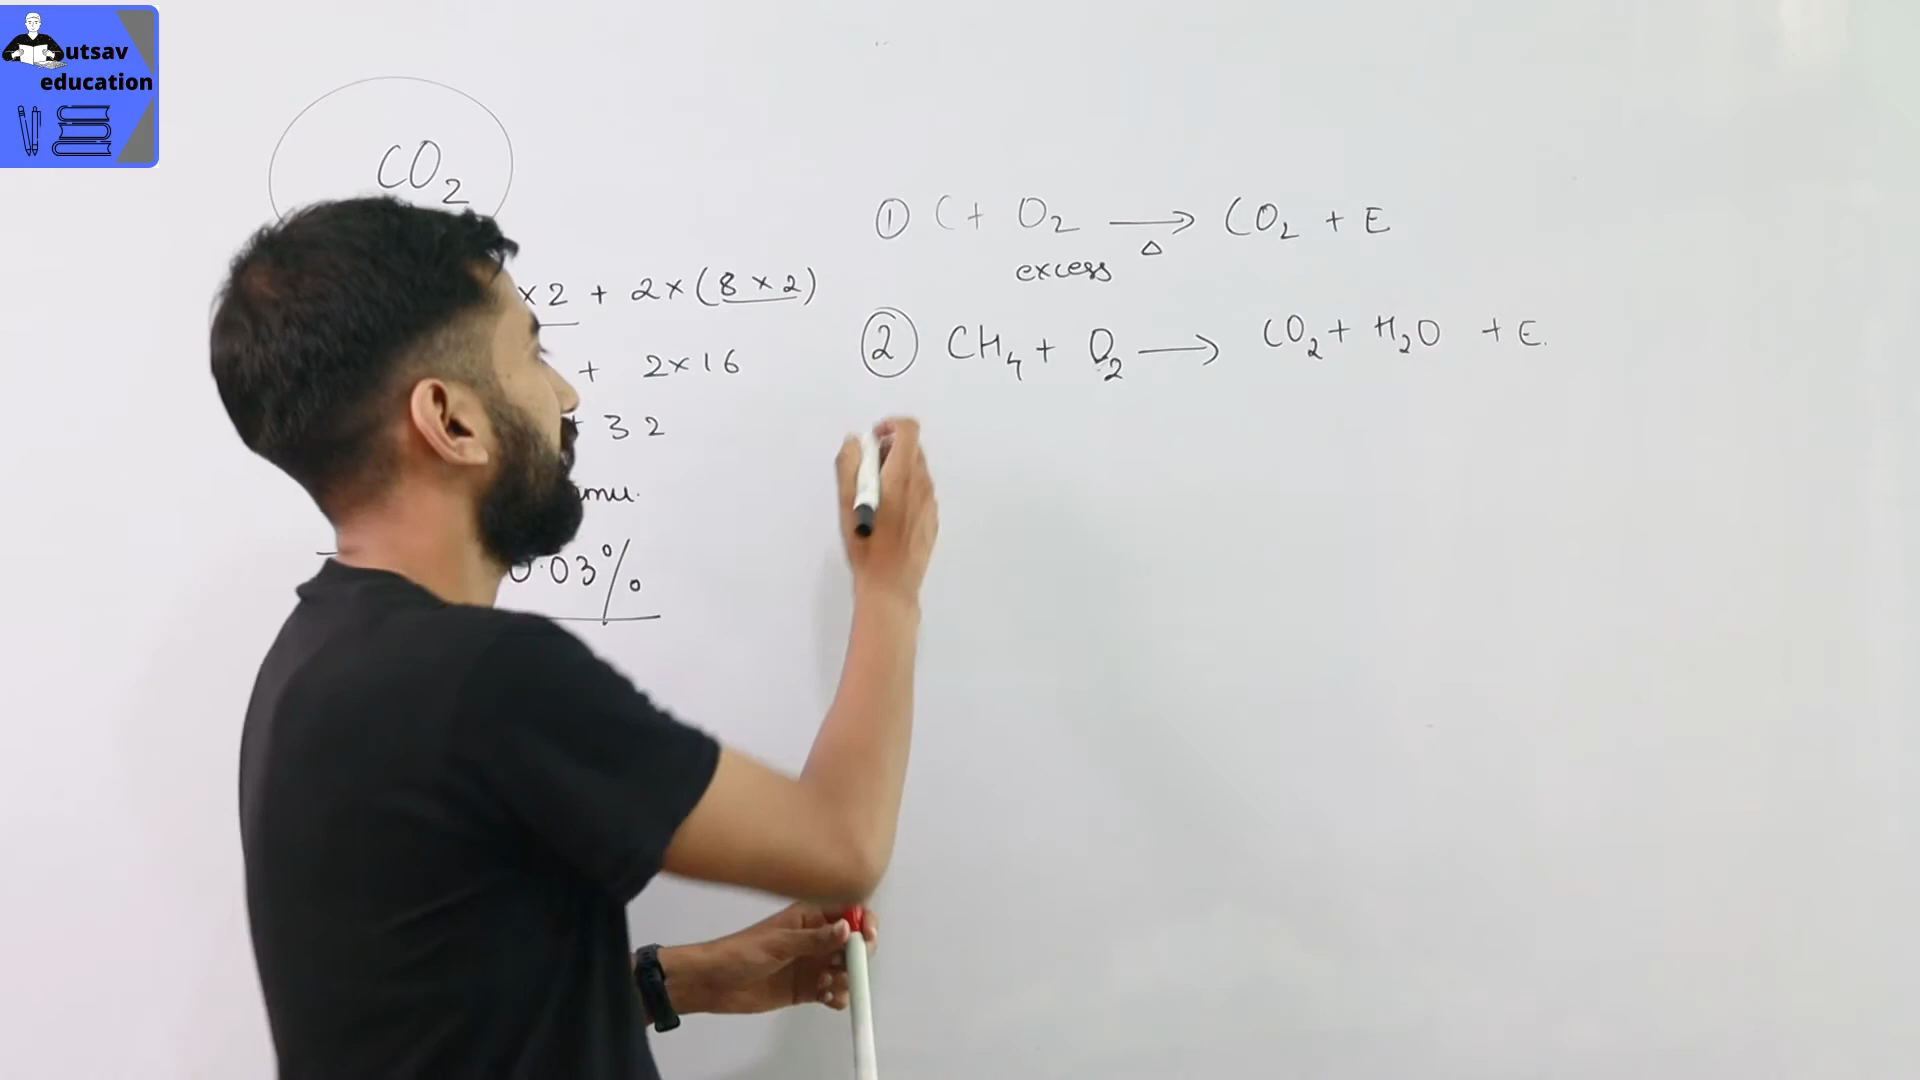 utsav
education
CO₂
×2 + 2×(8×2)
+ 2×16
+ 32
amu.
0.03%
① C + O₂ ⟶ CO₂ + E
Δ
excess
② CH₄ + O₂ ⟶ CO₂ + H₂O + E.